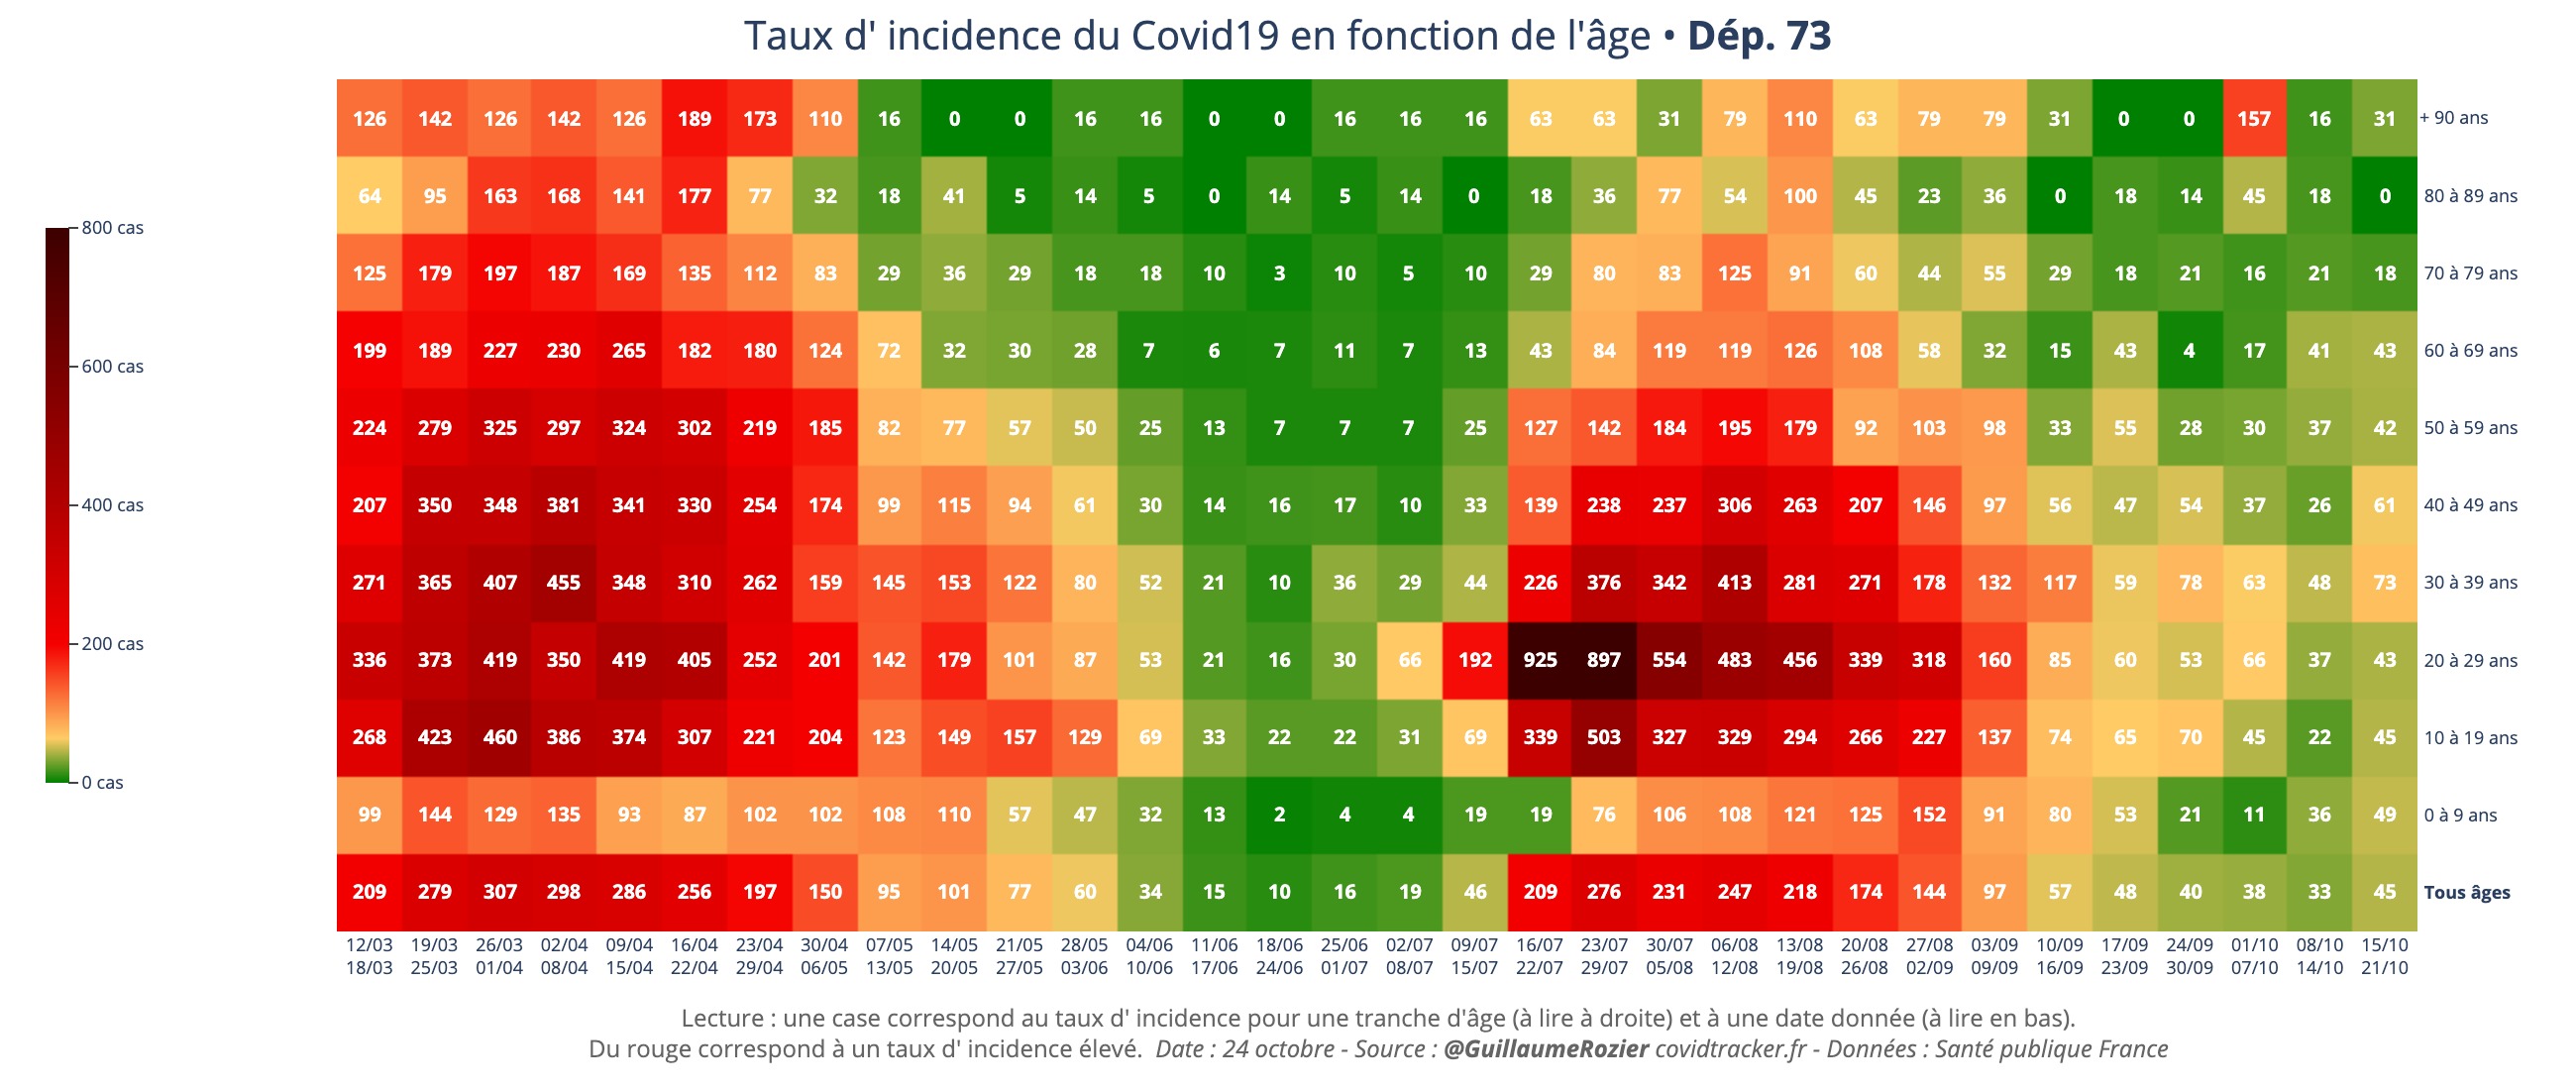 Taux d' incidence du Covid19 en fonction de l'âge • Dép. 73
126 142 126 142 126 189 173 110 16 0 0 16 16 0 0 16 16 16 63 63 31 79 110 63 79 79 31 0 0 157 16 31 + 90 ans
64 95 163 168 141 177 77 32 18 41 5 14 5 0 14 5 14 0 18 36 77 54 100 45 23 36 0 18 14 45 18 0 80 à 89 ans
125 179 197 187 169 135 112 83 29 36 29 18 18 10 3 10 5 10 29 80 83 125 91 60 44 55 29 18 21 16 21 18 70 à 79 ans
199 189 227 230 265 182 180 124 72 32 30 28 7 6 7 11 7 13 43 84 119 119 126 108 58 32 15 43 4 17 41 43 60 à 69 ans
224 279 325 297 324 302 219 185 82 77 57 50 25 13 7 7 7 25 127 142 184 195 179 92 103 98 33 55 28 30 37 42 50 à 59 ans
207 350 348 381 341 330 254 174 99 115 94 61 30 14 16 17 10 33 139 238 237 306 263 207 146 97 56 47 54 37 26 61 40 à 49 ans
271 365 407 455 348 310 262 159 145 153 122 80 52 21 10 36 29 44 226 376 342 413 281 271 178 132 117 59 78 63 48 73 30 à 39 ans
336 373 419 350 419 405 252 201 142 179 101 87 53 21 16 30 66 192 925 897 554 483 456 339 318 160 85 60 53 66 37 43 20 à 29 ans
268 423 460 386 374 307 221 204 123 149 157 129 69 33 22 22 31 69 339 503 327 329 294 266 227 137 74 65 70 45 22 45 10 à 19 ans
99 144 129 135 93 87 102 102 108 110 57 47 32 13 2 4 4 19 19 76 106 108 121 125 152 91 80 53 21 11 36 49 0 à 9 ans
209 279 307 298 286 256 197 150 95 101 77 60 34 15 10 16 19 46 209 276 231 247 218 174 144 97 57 48 40 38 33 45 Tous âges
12/03 19/03 26/03 02/04 09/04 16/04 23/04 30/04 07/05 14/05 21/05 28/05 04/06 11/06 18/06 25/06 02/07 09/07 16/07 23/07 30/07 06/08 13/08 20/08 27/08 03/09 10/09 17/09 24/09 01/10 08/10 15/10
18/03 25/03 01/04 08/04 15/04 22/04 29/04 06/05 13/05 20/05 27/05 03/06 10/06 17/06 24/06 01/07 08/07 15/07 22/07 29/07 05/08 12/08 19/08 26/08 02/09 09/09 16/09 23/09 30/09 07/10 14/10 21/10
800 cas
600 cas
400 cas
200 cas
0 cas
Lecture : une case correspond au taux d' incidence pour une tranche d'âge (à lire à droite) et à une date donnée (à lire en bas).
Du rouge correspond à un taux d' incidence élevé. Date : 24 octobre - Source : @GuillaumeRozier covidtracker.fr - Données : Santé publique France